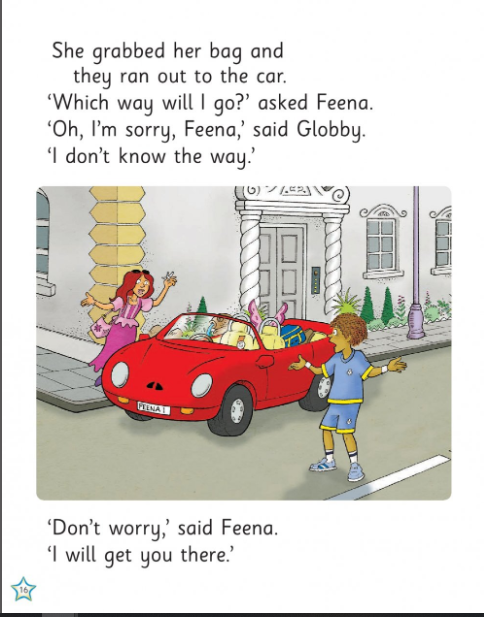 She grabbed her bag and
they ran out to the car.
‘Which way will I go?’ asked Feena.
‘Oh, I’m sorry, Feena,’ said Globby.
‘I don’t know the way.’
FEENA 1
‘Don’t worry,’ said Feena.
‘I will get you there.’
16